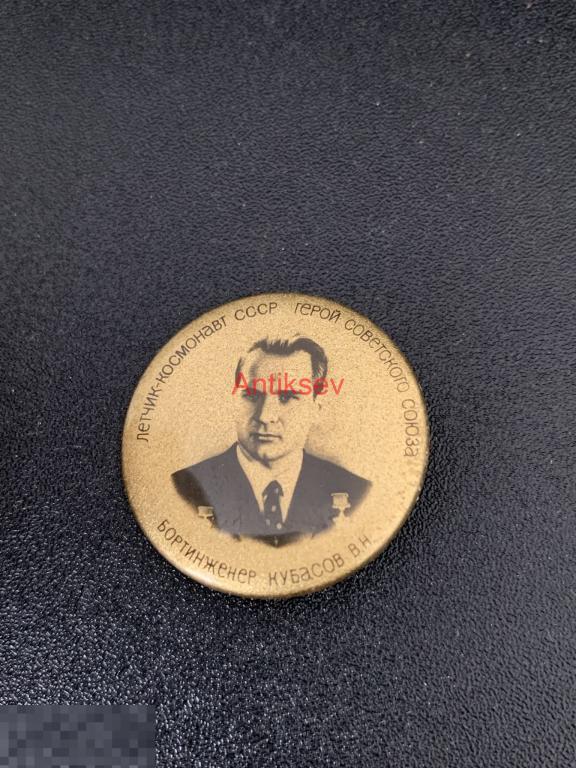 летчик-космонавт СССР герой советского союза
Antiksev
бортинженер кубасов в.н.